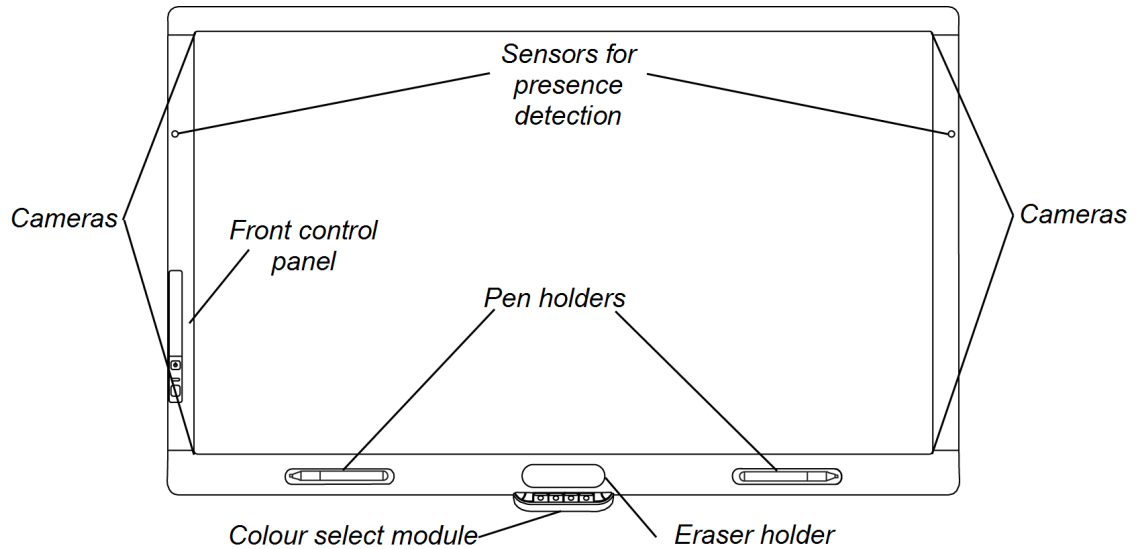 Sensors for
presence
detection
Cameras
Cameras
Front control
panel
Pen holders
Colour select module
Eraser holder